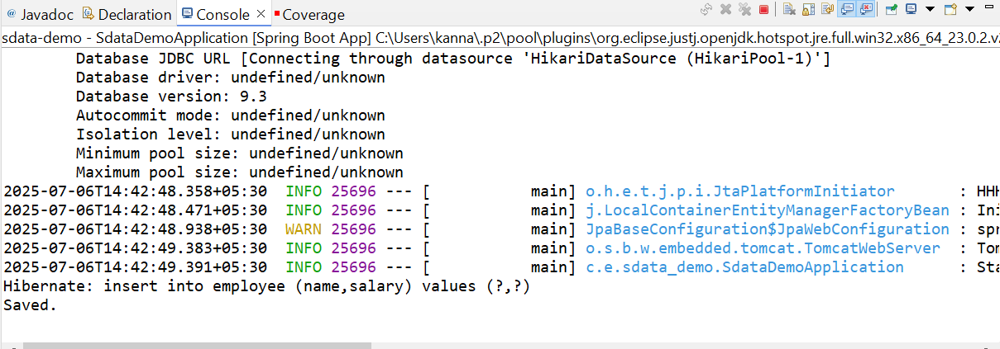 @ Javadoc Declaration Console × Coverage
sdata-demo - SdataDemoApplication [Spring Boot App] C:\Users\kanna\.p2\pool\plugins\org.eclipse.justj.openjdk.hotspot.jre.full.win32.x86_64_23.0.2.v2
Database JDBC URL [Connecting through datasource 'HikariDataSource (HikariPool-1)']
Database driver: undefined/unknown
Database version: 9.3
Autocommit mode: undefined/unknown
Isolation level: undefined/unknown
Minimum pool size: undefined/unknown
Maximum pool size: undefined/unknown
2025-07-06T14:42:48.358+05:30 INFO 25696 --- [ main] o.h.e.t.j.p.i.JtaPlatformInitiator : HHH
2025-07-06T14:42:48.471+05:30 INFO 25696 --- [ main] j.LocalContainerEntityManagerFactoryBean : Ini
2025-07-06T14:42:48.938+05:30 WARN 25696 --- [ main] JpaBaseConfiguration$JpaWebConfiguration : spr
2025-07-06T14:42:49.383+05:30 INFO 25696 --- [ main] o.s.b.w.embedded.tomcat.TomcatWebServer : Tom
2025-07-06T14:42:49.391+05:30 INFO 25696 --- [ main] c.e.sdata_demo.SdataDemoApplication : Sta
Hibernate: insert into employee (name,salary) values (?,?)
Saved.